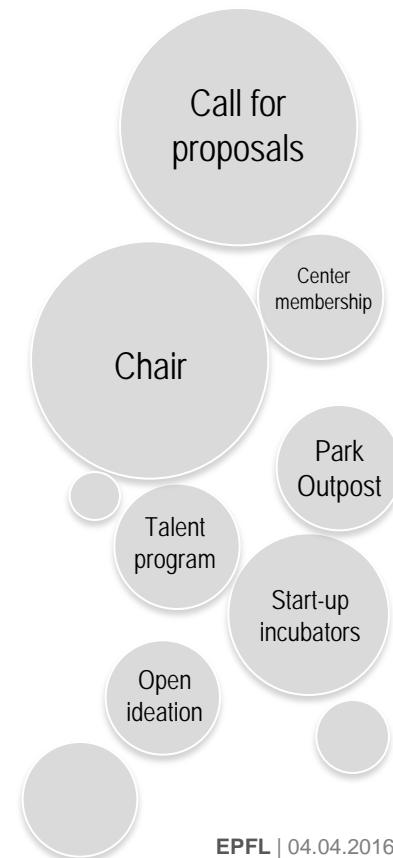 Call for
proposals
Center
membership
Chair
Park
Outpost
Talent
program
Start-up
incubators
Open
ideation
EPFL | 04.04.2016